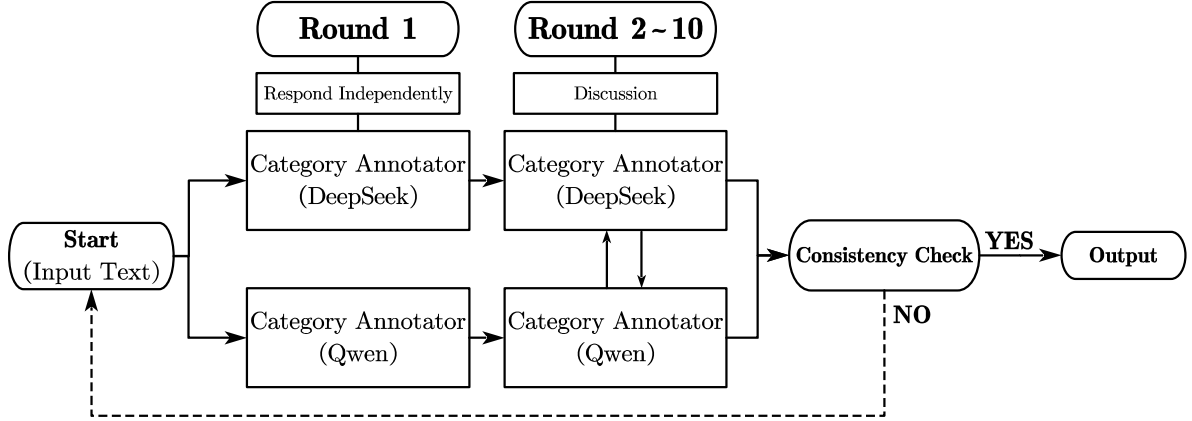 Round 1
Round 2~10
Respond Independently
Discussion
Category Annotator
(DeepSeek)
Category Annotator
(DeepSeek)
Start
(Input Text)
Consistency Check
YES
Output
NO
Category Annotator
(Qwen)
Category Annotator
(Qwen)